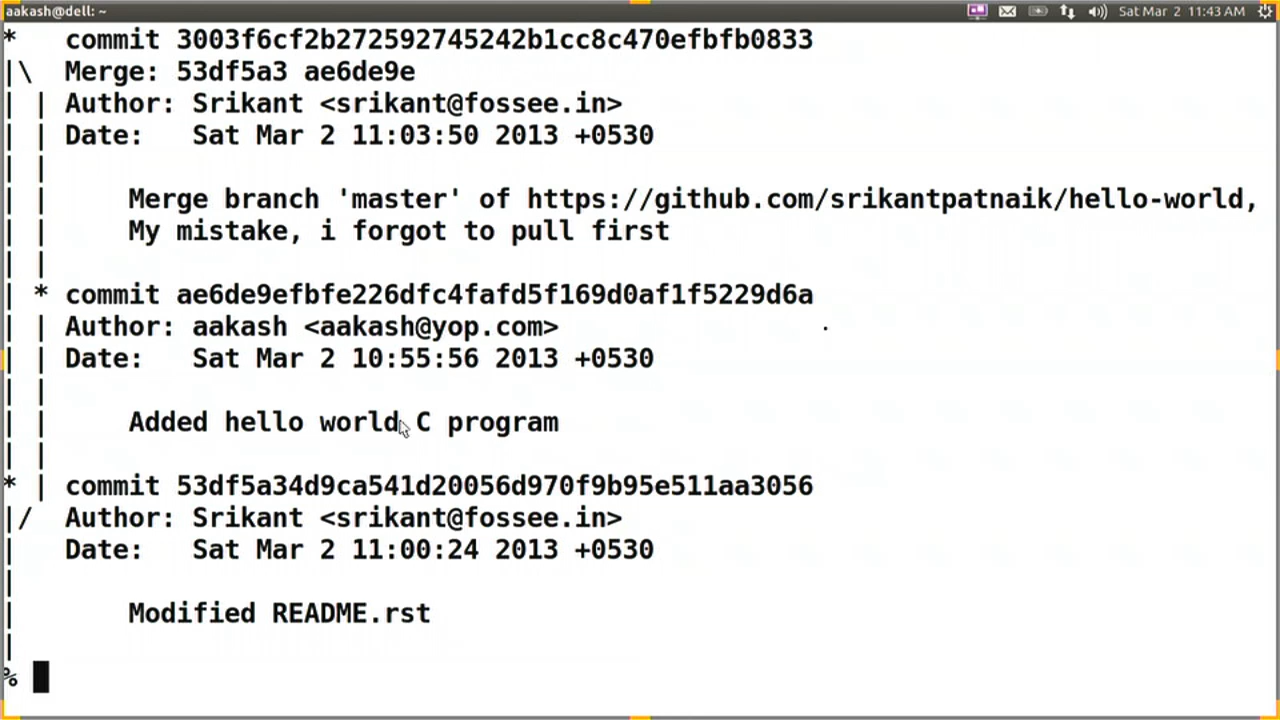 aakash@dell: ~
Sat Mar 2 11:43 AM
* commit 3003f6cf2b272592745242b1cc8c470efbfb0833
|\ Merge: 53df5a3 ae6de9e
| | Author: Srikant <srikant@fossee.in>
| | Date: Sat Mar 2 11:03:50 2013 +0530
| |
| | Merge branch 'master' of https://github.com/srikantpatnaik/hello-world,
| | My mistake, i forgot to pull first
| |
| * commit ae6de9efbfe226dfc4fafd5f169d0af1f5229d6a
| | Author: aakash <aakash@yop.com>
| | Date: Sat Mar 2 10:55:56 2013 +0530
| |
| | Added hello world C program
| |
* | commit 53df5a34d9ca541d20056d970f9b95e511aa3056
|/ Author: Srikant <srikant@fossee.in>
| Date: Sat Mar 2 11:00:24 2013 +0530
|
| Modified README.rst
|
%